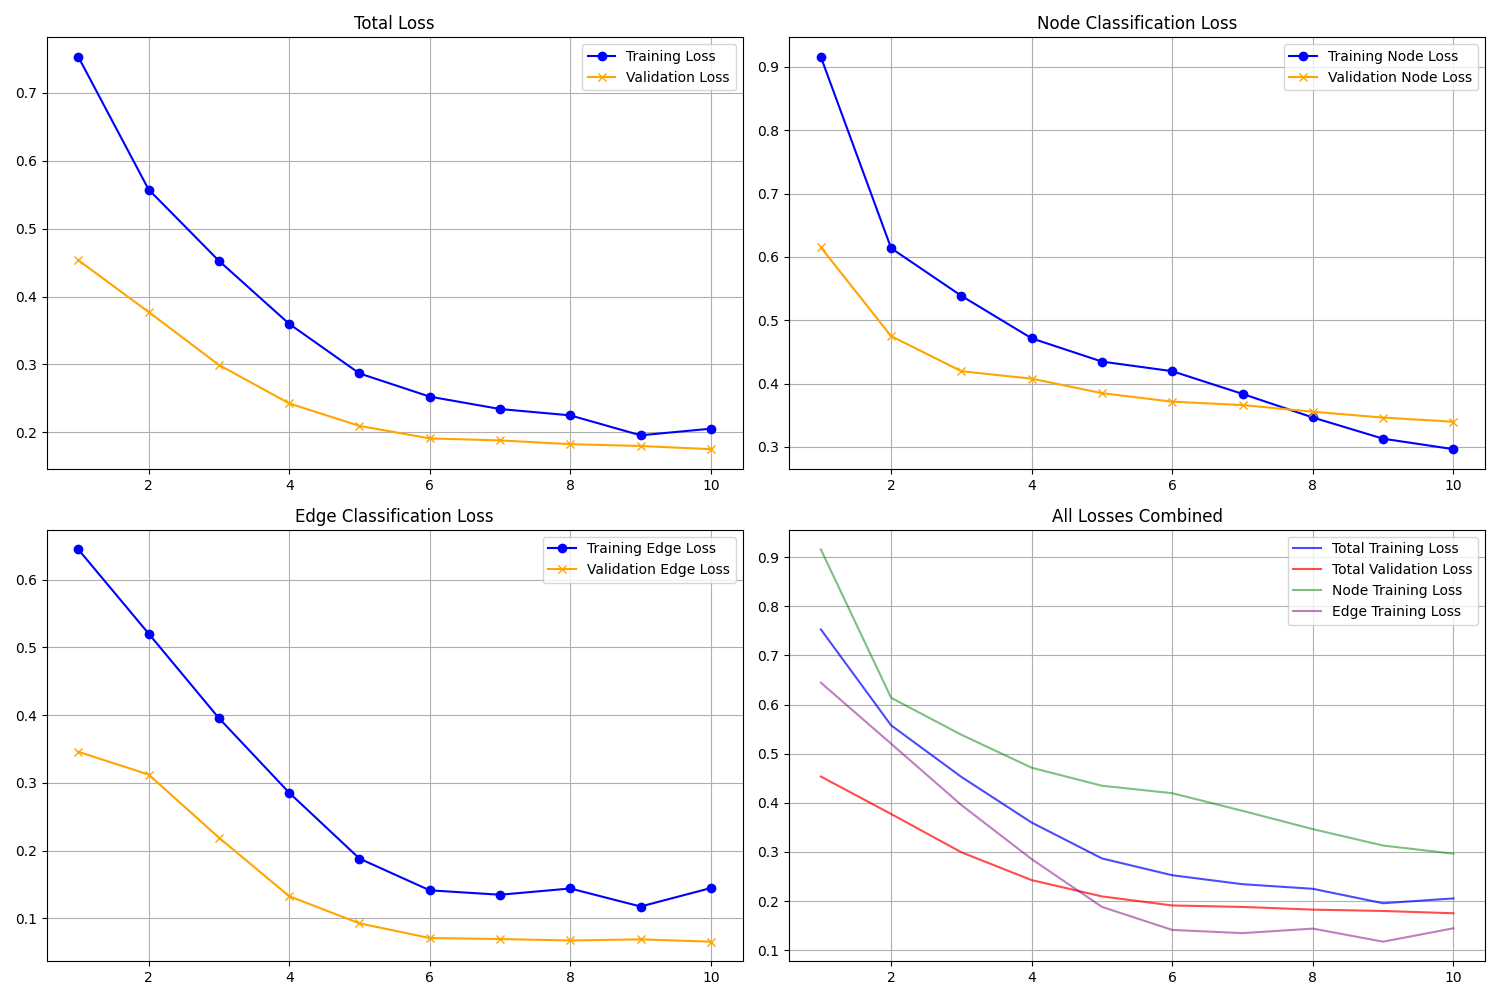 Total Loss
Training Loss
Validation Loss
0.7
0.6
0.5
0.4
0.3
0.2
2 4 6 8 10
Node Classification Loss
Training Node Loss
Validation Node Loss
0.9
0.8
0.7
0.6
0.5
0.4
0.3
2 4 6 8 10
Edge Classification Loss
Training Edge Loss
Validation Edge Loss
0.6
0.5
0.4
0.3
0.2
0.1
2 4 6 8 10
All Losses Combined
Total Training Loss
Total Validation Loss
Node Training Loss
Edge Training Loss
0.9
0.8
0.7
0.6
0.5
0.4
0.3
0.2
0.1
2 4 6 8 10